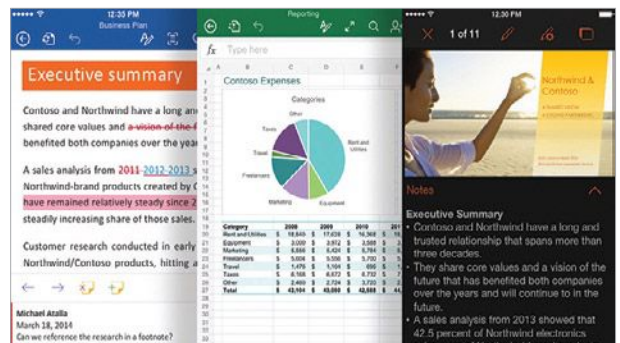 12:35 PM
Business Plan
Executive summary
Contoso and Northwind have a long an
shared core values and a vision of the f
benefited both companies over the yea
A sales analysis from 2011 2012-2013 s
Northwind-brand products created by C
have remained relatively steady since 2
steadily increasing share of those sales.
Customer research conducted in early
Northwind/Contoso products, hitting a
Michael Atalla
March 18, 2014
Can we reference the research in a footnote?
Reporting
fx Type here
Contoso Expenses
Categories
Other
Taxes
Travel
Freelancers
Marketing
Equipment
Rent and Utilities
Category 2008 2009 2010 201
Rent and Utilities
Equipment
Marketing
Freelancers
Travel
Taxes
Other
Total
12:30 PM
1 of 11
Northwind &
Contoso
Notes
Executive Summary
• Contoso and Northwind have a long and
trusted relationship that spans more than
three decades.
• They share core values and a vision of the
future that has benefited both companies
over the years and will continue to in the
future.
• A sales analysis from 2013 showed that
42.5 percent of Northwind electronics